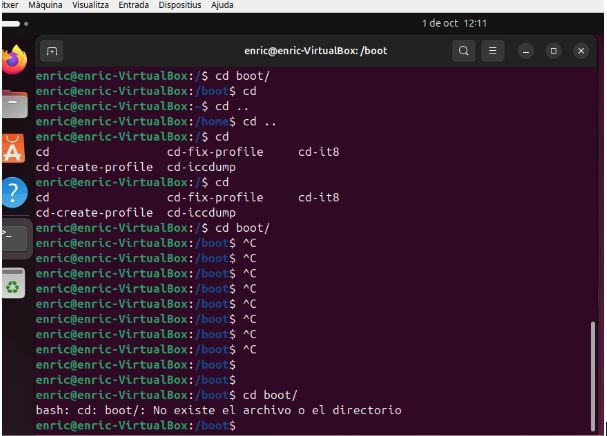 itxer Màquina Visualitza Entrada Dispositius Ajuda
1 de oct 12:11
enric@enric-VirtualBox: /boot
enric@enric-VirtualBox:/$ cd boot/
enric@enric-VirtualBox:/boot$ cd
enric@enric-VirtualBox:~$ cd ..
enric@enric-VirtualBox:/home$ cd ..
enric@enric-VirtualBox:/$ cd
cd cd-fix-profile cd-it8
cd-create-profile cd-iccdump
enric@enric-VirtualBox:/$ cd
cd cd-fix-profile cd-it8
cd-create-profile cd-iccdump
enric@enric-VirtualBox:/$ cd boot/
enric@enric-VirtualBox:/boot$ ^C
enric@enric-VirtualBox:/boot$ ^C
enric@enric-VirtualBox:/boot$ ^C
enric@enric-VirtualBox:/boot$ ^C
enric@enric-VirtualBox:/boot$ ^C
enric@enric-VirtualBox:/boot$ ^C
enric@enric-VirtualBox:/boot$ ^C
enric@enric-VirtualBox:/boot$ ^C
enric@enric-VirtualBox:/boot$
enric@enric-VirtualBox:/boot$
enric@enric-VirtualBox:/boot$ cd boot/
bash: cd: boot/: No existe el archivo o el directorio
enric@enric-VirtualBox:/boot$